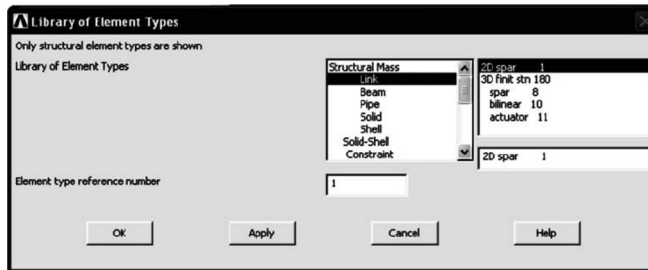 Library of Element Types
Only structural element types are shown
Library of Element Types
Structural Mass
Link
Beam
Pipe
Solid
Shell
Solid-Shell
Constraint
2D spar 1
3D finit stn 180
spar 8
bilinear 10
actuator 11
2D spar 1
Element type reference number
1
OK
Apply
Cancel
Help